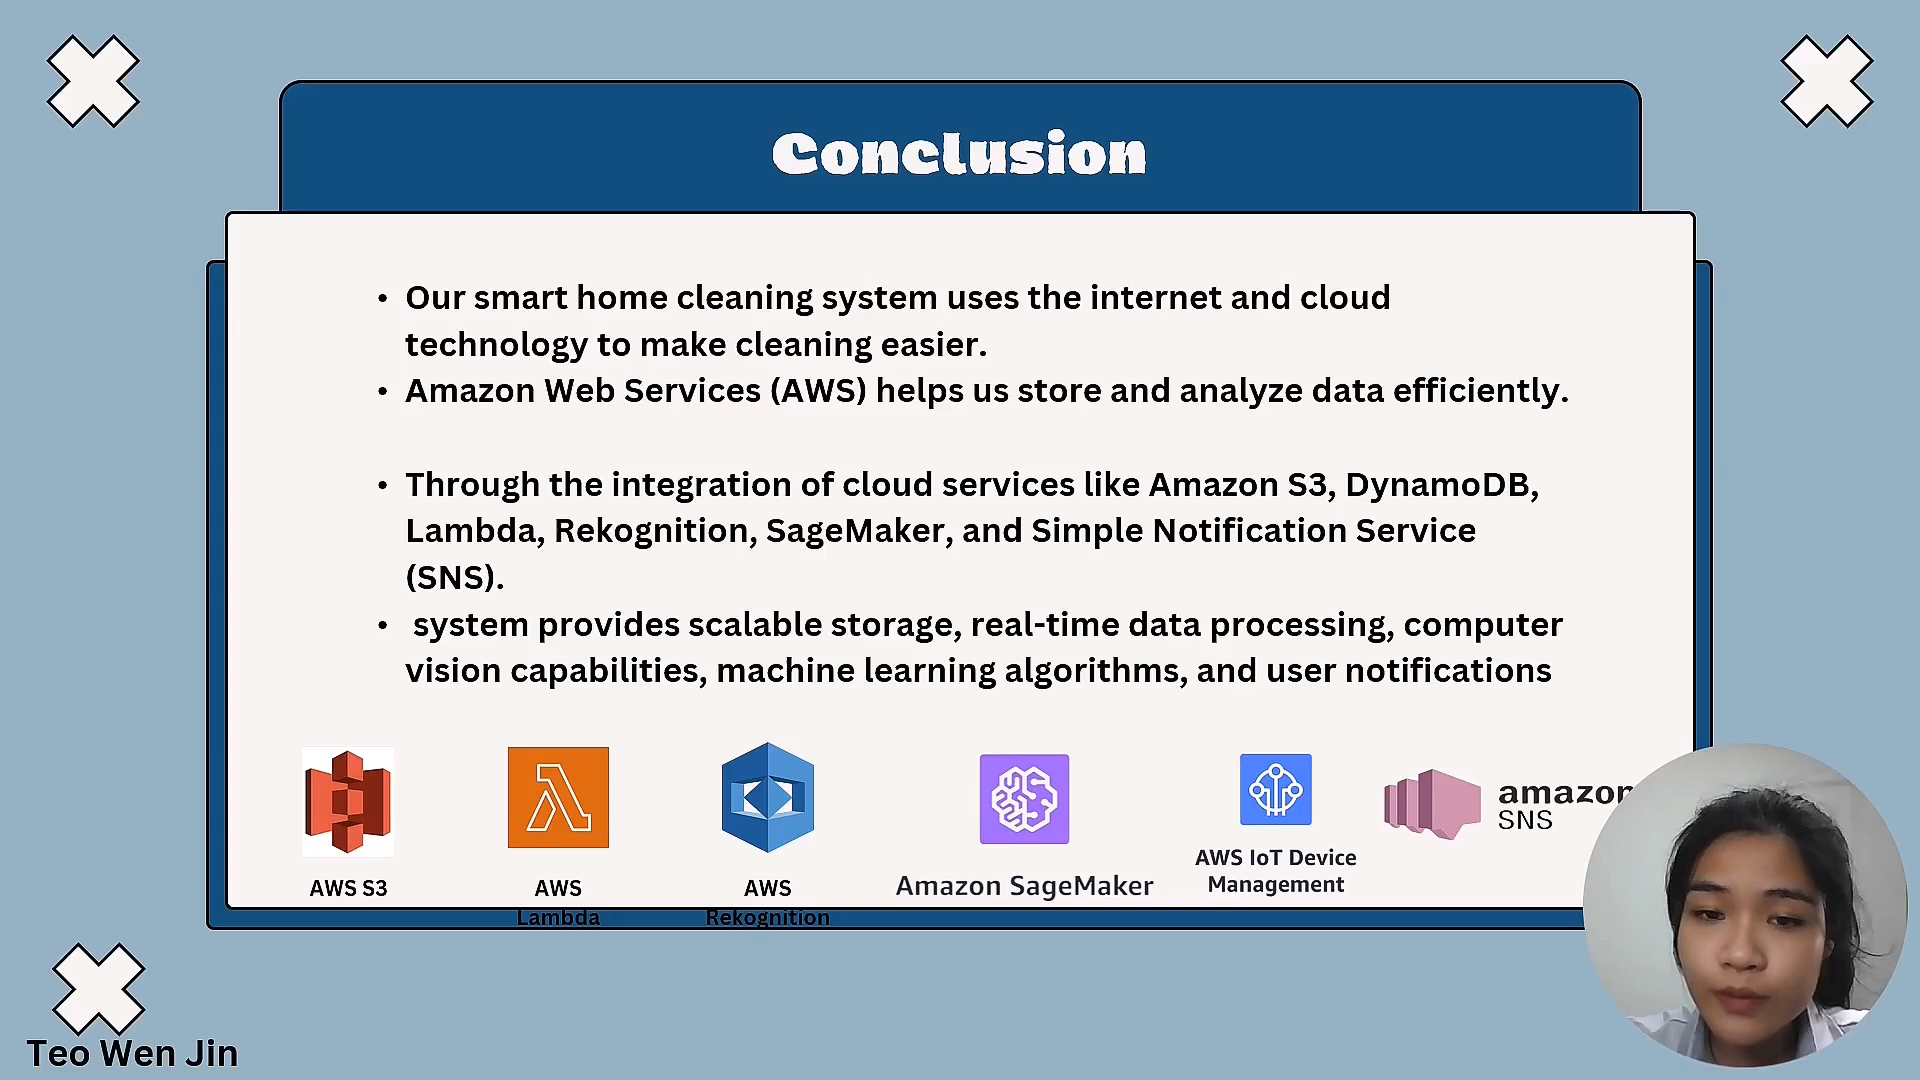 Conclusion
• Our smart home cleaning system uses the internet and cloud
technology to make cleaning easier.
• Amazon Web Services (AWS) helps us store and analyze data efficiently.
• Through the integration of cloud services like Amazon S3, DynamoDB,
Lambda, Rekognition, SageMaker, and Simple Notification Service
(SNS).
• system provides scalable storage, real-time data processing, computer
vision capabilities, machine learning algorithms, and user notifications
AWS S3
AWS
Lambda
AWS
Rekognition
Amazon SageMaker
AWS IoT Device
Management
amazon
SNS
Teo Wen Jin